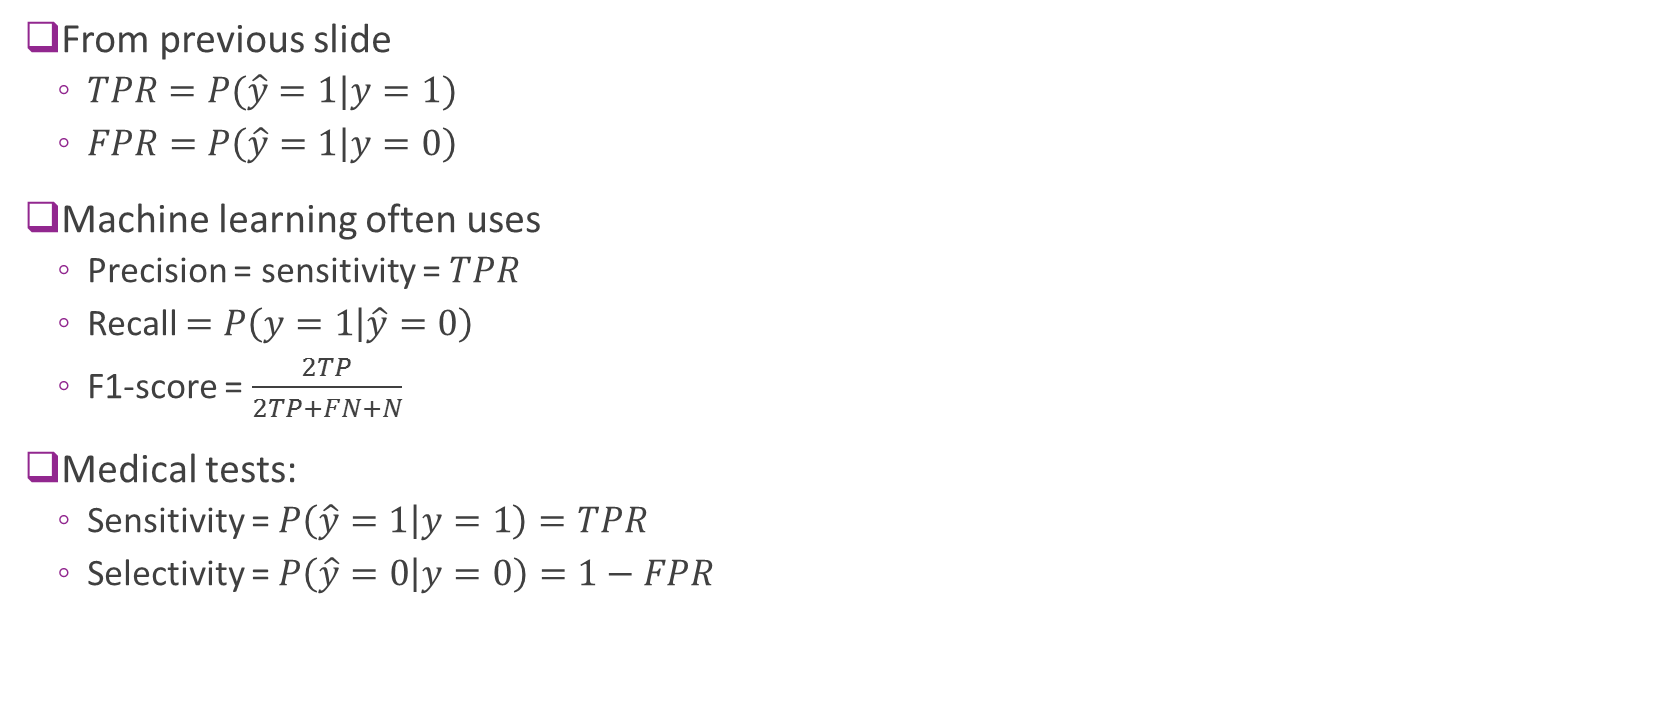 ❑From previous slide
◦ TPR = P(ŷ = 1|y = 1)
◦ FPR = P(ŷ = 1|y = 0)
❑Machine learning often uses
◦ Precision = sensitivity = TPR
◦ Recall = P(y = 1|ŷ = 0)
◦ F1-score = \frac{2TP}{2TP+FN+N}
❑Medical tests:
◦ Sensitivity = P(ŷ = 1|y = 1) = TPR
◦ Selectivity = P(ŷ = 0|y = 0) = 1 − FPR